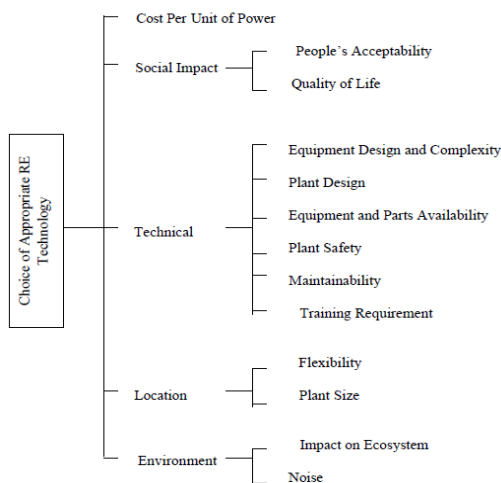 Cost Per Unit of Power
Social Impact
People's Acceptability
Quality of Life
Choice of Appropriate RE
Technology
Technical
Equipment Design and Complexity
Plant Design
Equipment and Parts Availability
Plant Safety
Maintainability
Training Requirement
Location
Flexibility
Plant Size
Environment
Impact on Ecosystem
Noise